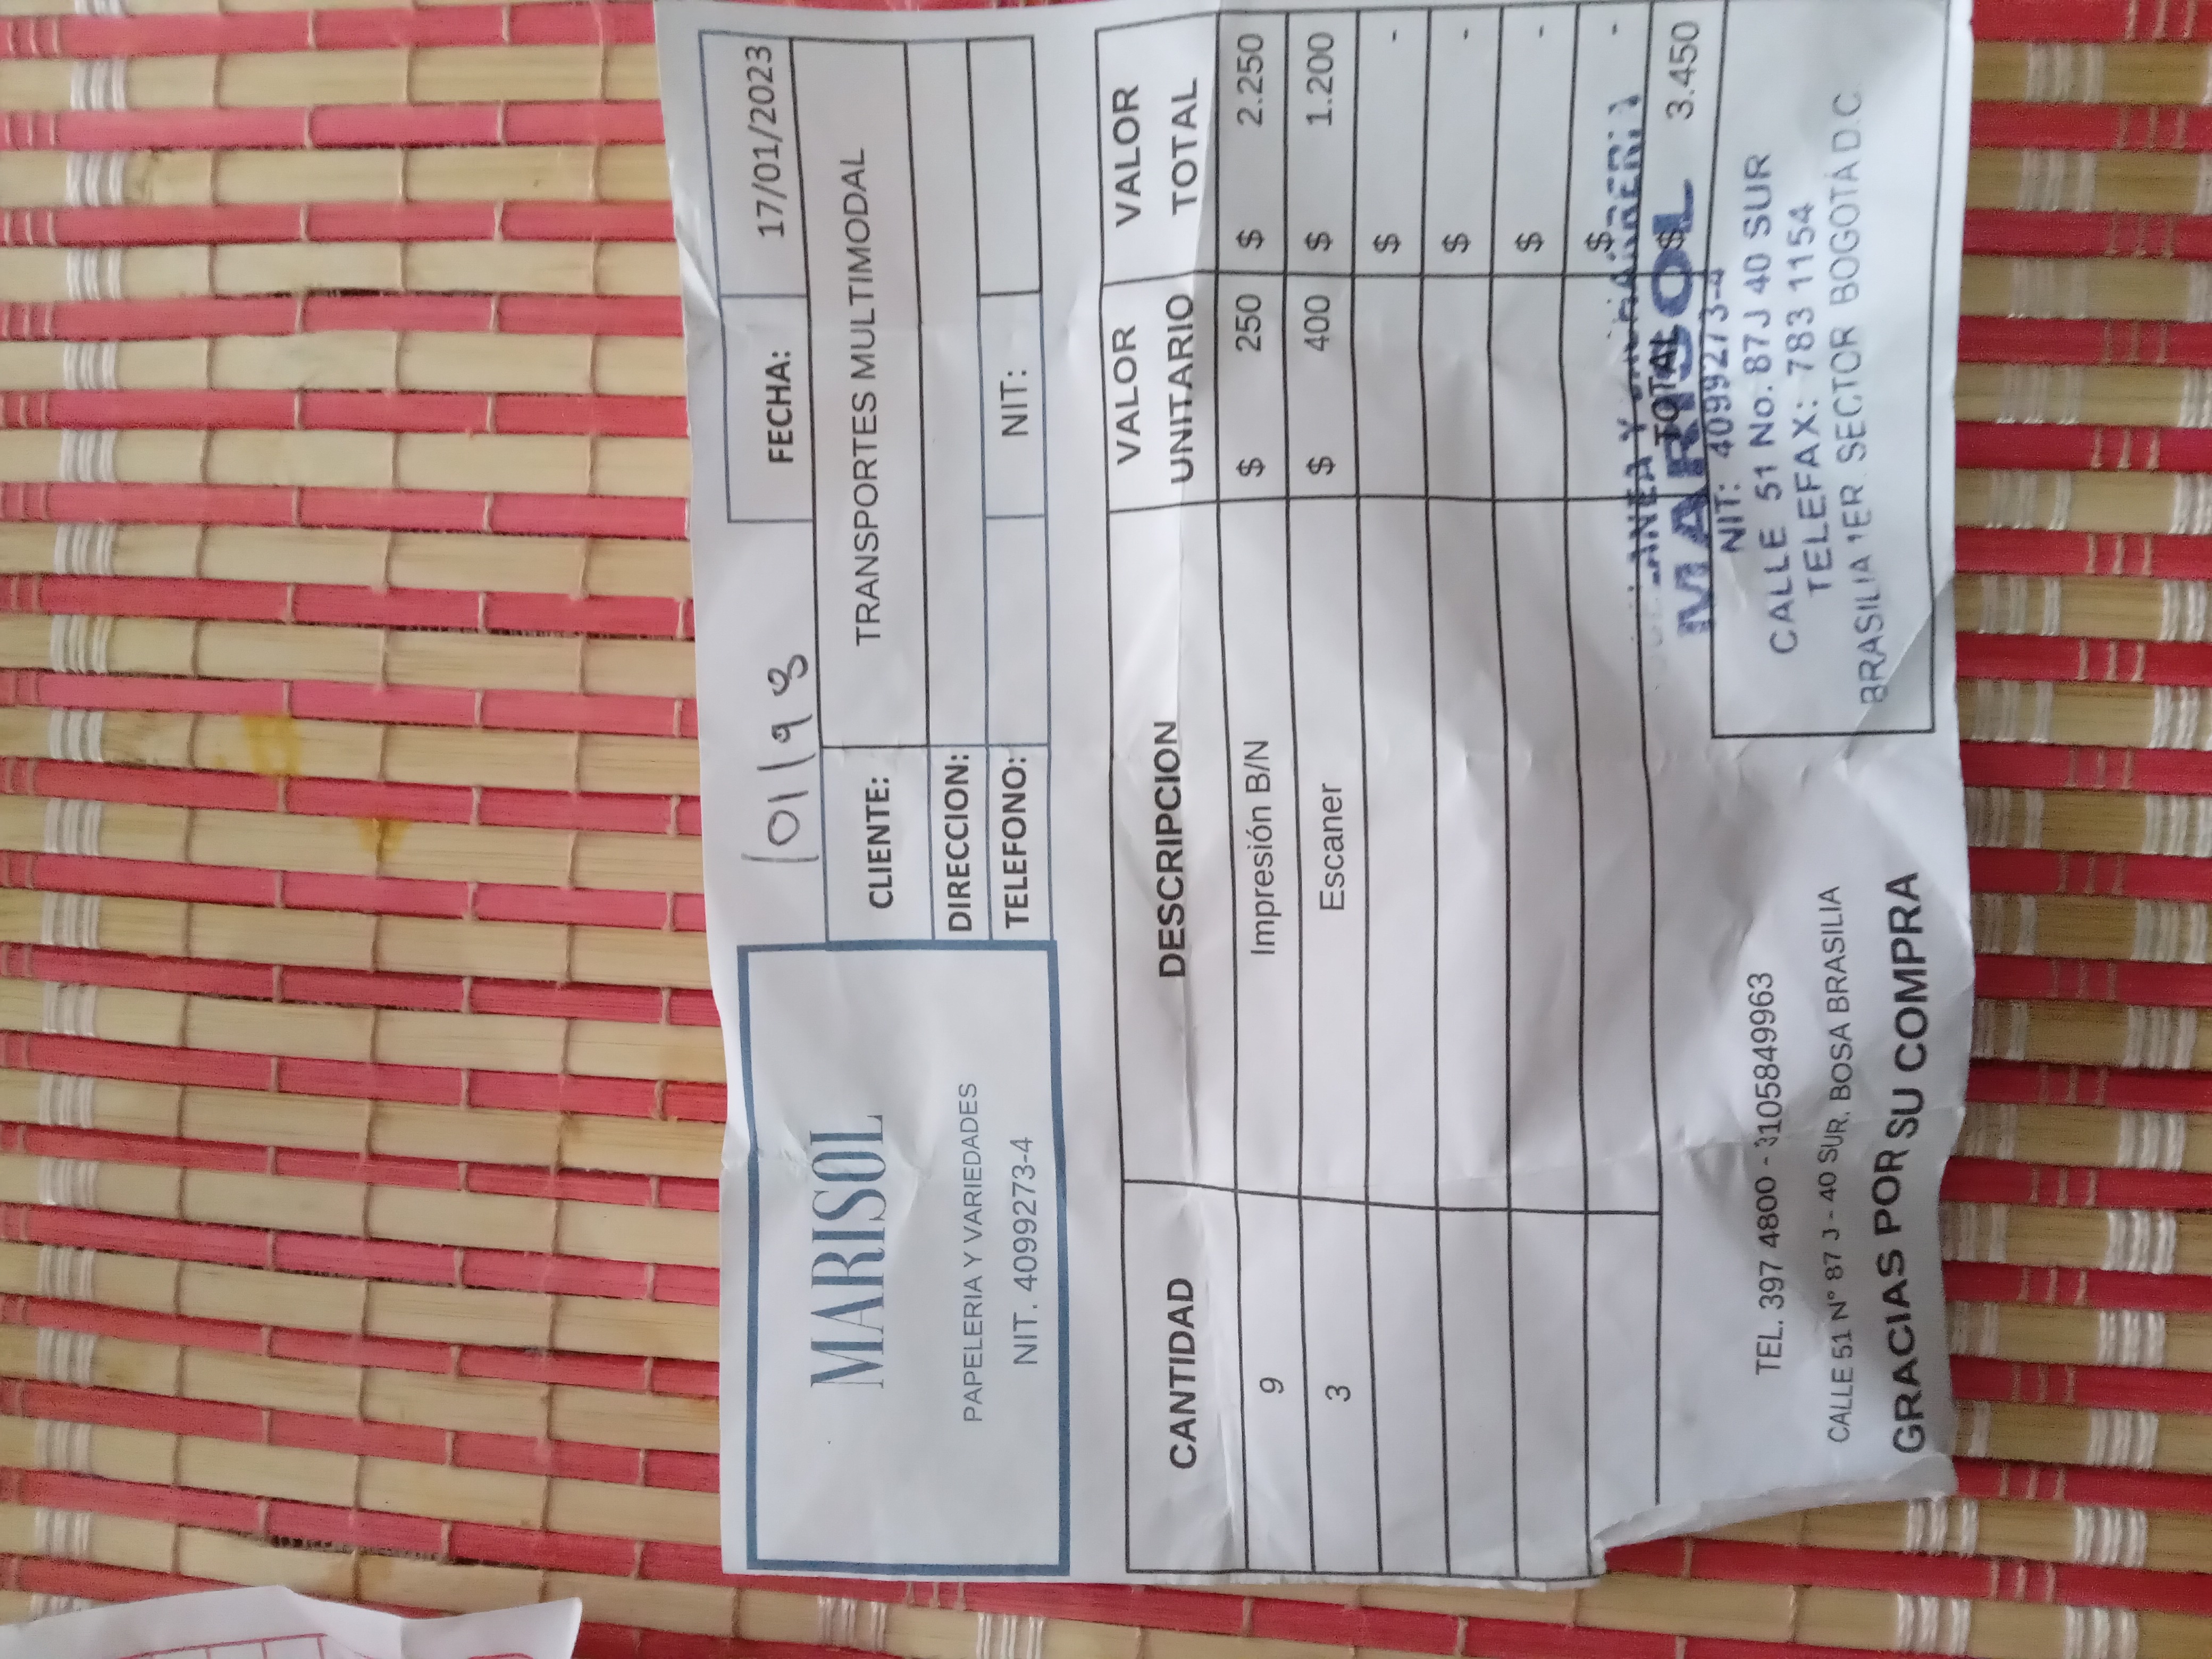 MARISOL
PAPELERIA Y VARIEDADES
NIT. 4099273-4
101193
FECHA: 17/01/2023
CLIENTE: TRANSPORTES MULTIMODAL
DIRECCION:
TELEFONO: NIT:
CANTIDAD DESCRIPCION VALOR UNITARIO VALOR TOTAL
9 Impresión B/N $ 250 $ 2.250
3 Escaner $ 400 $ 1.200
$ -
$ -
$ -
$ -
TOTAL $ 3.450
MARISOL
NIT: 4099273-4
CALLE 51 No. 87J 40 SUR
TELEFAX: 783 1154
BRASILIA 1ER. SECTOR BOGOTÁ D.C.
TEL. 397 4800 - 3105849963
CALLE 51 N° 87 J - 40 SUR. BOSA BRASILIA
GRACIAS POR SU COMPRA